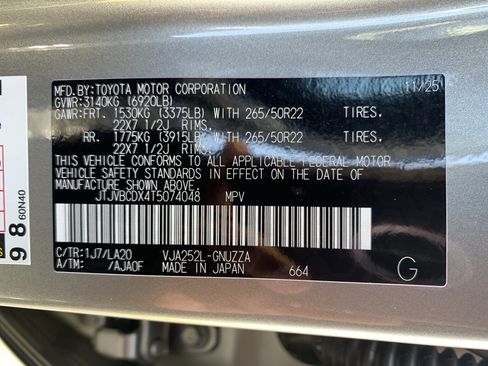 MFD.BY:TOYOTA MOTOR CORPORATION 11/25
GVWR:3140KG (6920LB)
GAWR:FRT. 1530KG (3375LB) WITH 265/50R22 TIRES.
22X7 1/2J RIMS.
RR. 1775KG (3915LB) WITH 265/50R22 TIRES.
22X7 1/2J RIMS.
THIS VEHICLE CONFORMS TO ALL APPLICABLE FEDERAL MOTOR
VEHICLE SAFETY STANDARDS IN EFFECT ON THE DATE OF
MANUFACTURE SHOWN ABOVE.
JTJVBCDX4T5074048 MPV
C/TR:1J7/LA20 VJA252L-GNUZZA
A/TM: /AJA0F MADE IN JAPAN 664
G
98 60N40